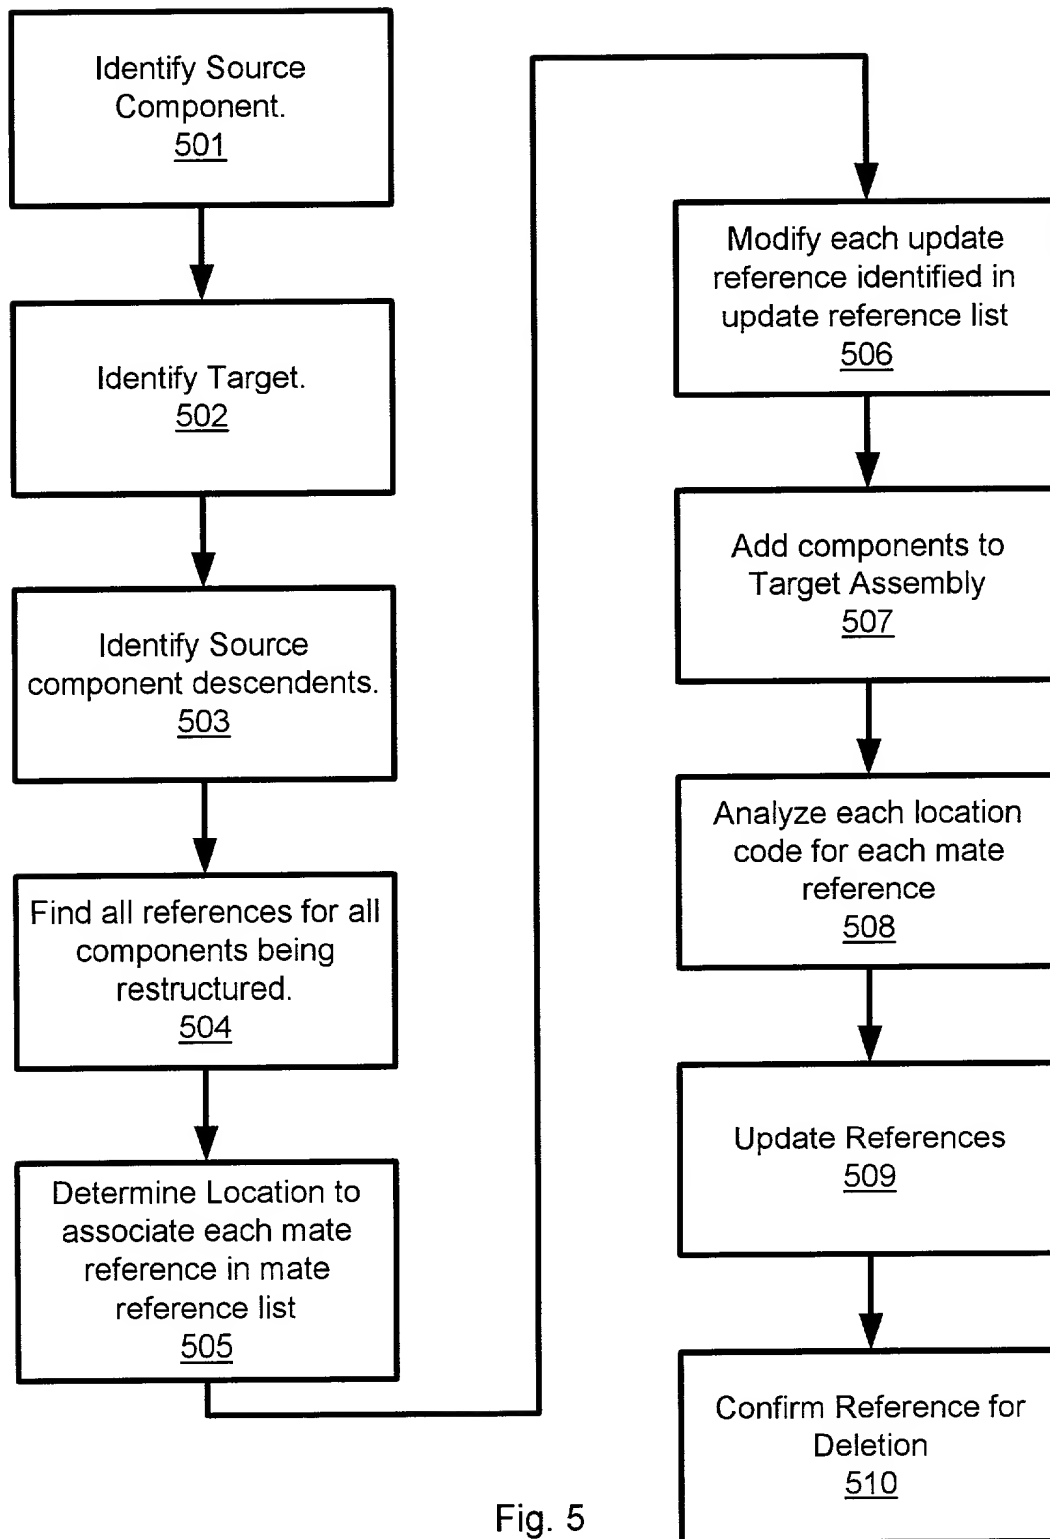 Identify Source
Component.
501
Identify Target.
502
Identify Source
component descendents.
503
Find all references for all
components being
restructured.
504
Determine Location to
associate each mate
reference in mate
reference list
505
Modify each update
reference identified in
update reference list
506
Add components to
Target Assembly
507
Analyze each location
code for each mate
reference
508
Update References
509
Confirm Reference for
Deletion
510
Fig. 5